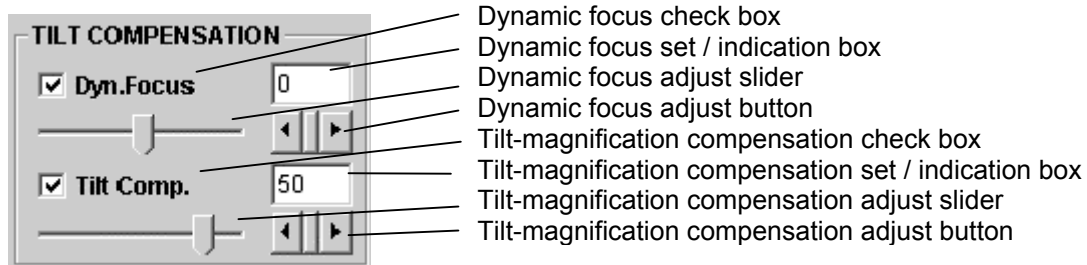 TILT COMPENSATION
Dyn.Focus
0
Tilt Comp.
50
Dynamic focus check box
Dynamic focus set / indication box
Dynamic focus adjust slider
Dynamic focus adjust button
Tilt-magnification compensation check box
Tilt-magnification compensation set / indication box
Tilt-magnification compensation adjust slider
Tilt-magnification compensation adjust button